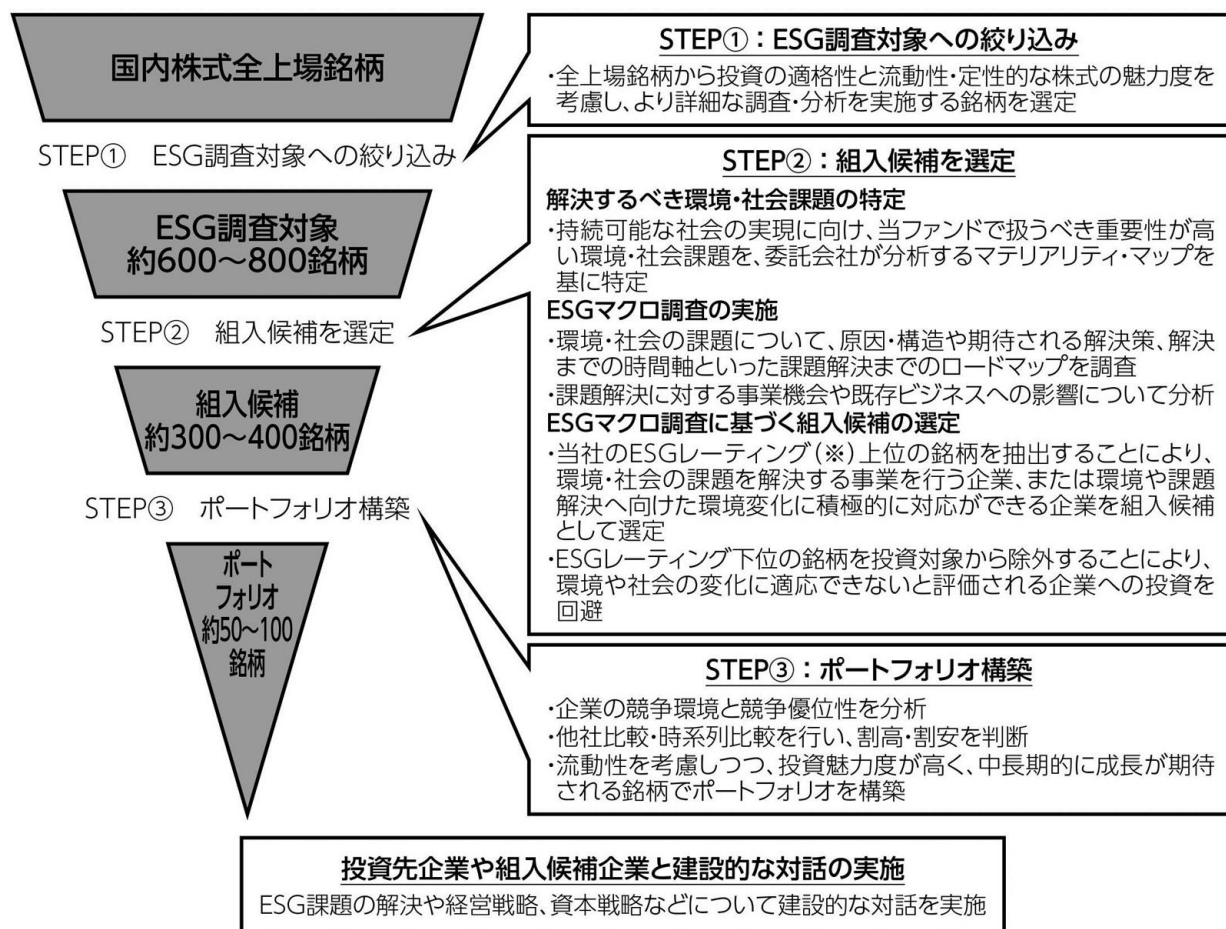 国内株式全上場銘柄
STEP① ESG調査対象への絞り込み
ESG調査対象
約600～800銘柄
STEP② 組入候補を選定
組入候補
約300～400銘柄
STEP③ ポートフォリオ構築
ポート
フォリオ
約50～100
銘柄
STEP①：ESG調査対象への絞り込み
・全上場銘柄から投資の適格性と流動性・定性的な株式の魅力度を
考慮し、より詳細な調査・分析を実施する銘柄を選定
STEP②：組入候補を選定
解決するべき環境・社会課題の特定
・持続可能な社会の実現に向け、当ファンドで扱うべき重要性が高
い環境・社会課題を、委託会社が分析するマテリアリティ・マップを
基に特定
ESGマクロ調査の実施
・環境・社会の課題について、原因・構造や期待される解決策、解決
までの時間軸といった課題解決までのロードマップを調査
・課題解決に対する事業機会や既存ビジネスへの影響について分析
ESGマクロ調査に基づく組入候補の選定
・当社のESGレーティング（※）上位の銘柄を抽出することにより、
環境・社会の課題を解決する事業を行う企業、または環境や課題
解決へ向けた環境変化に積極的に対応ができる企業を組入候補
として選定
・ESGレーティング下位の銘柄を投資対象から除外することにより、
環境や社会の変化に適応できないと評価される企業への投資を
回避
STEP③：ポートフォリオ構築
・企業の競争環境と競争優位性を分析
・他社比較・時系列比較を行い、割高・割安を判断
・流動性を考慮しつつ、投資魅力度が高く、中長期的に成長が期待
される銘柄でポートフォリオを構築
投資先企業や組入候補企業と建設的な対話の実施
ESG課題の解決や経営戦略、資本戦略などについて建設的な対話を実施